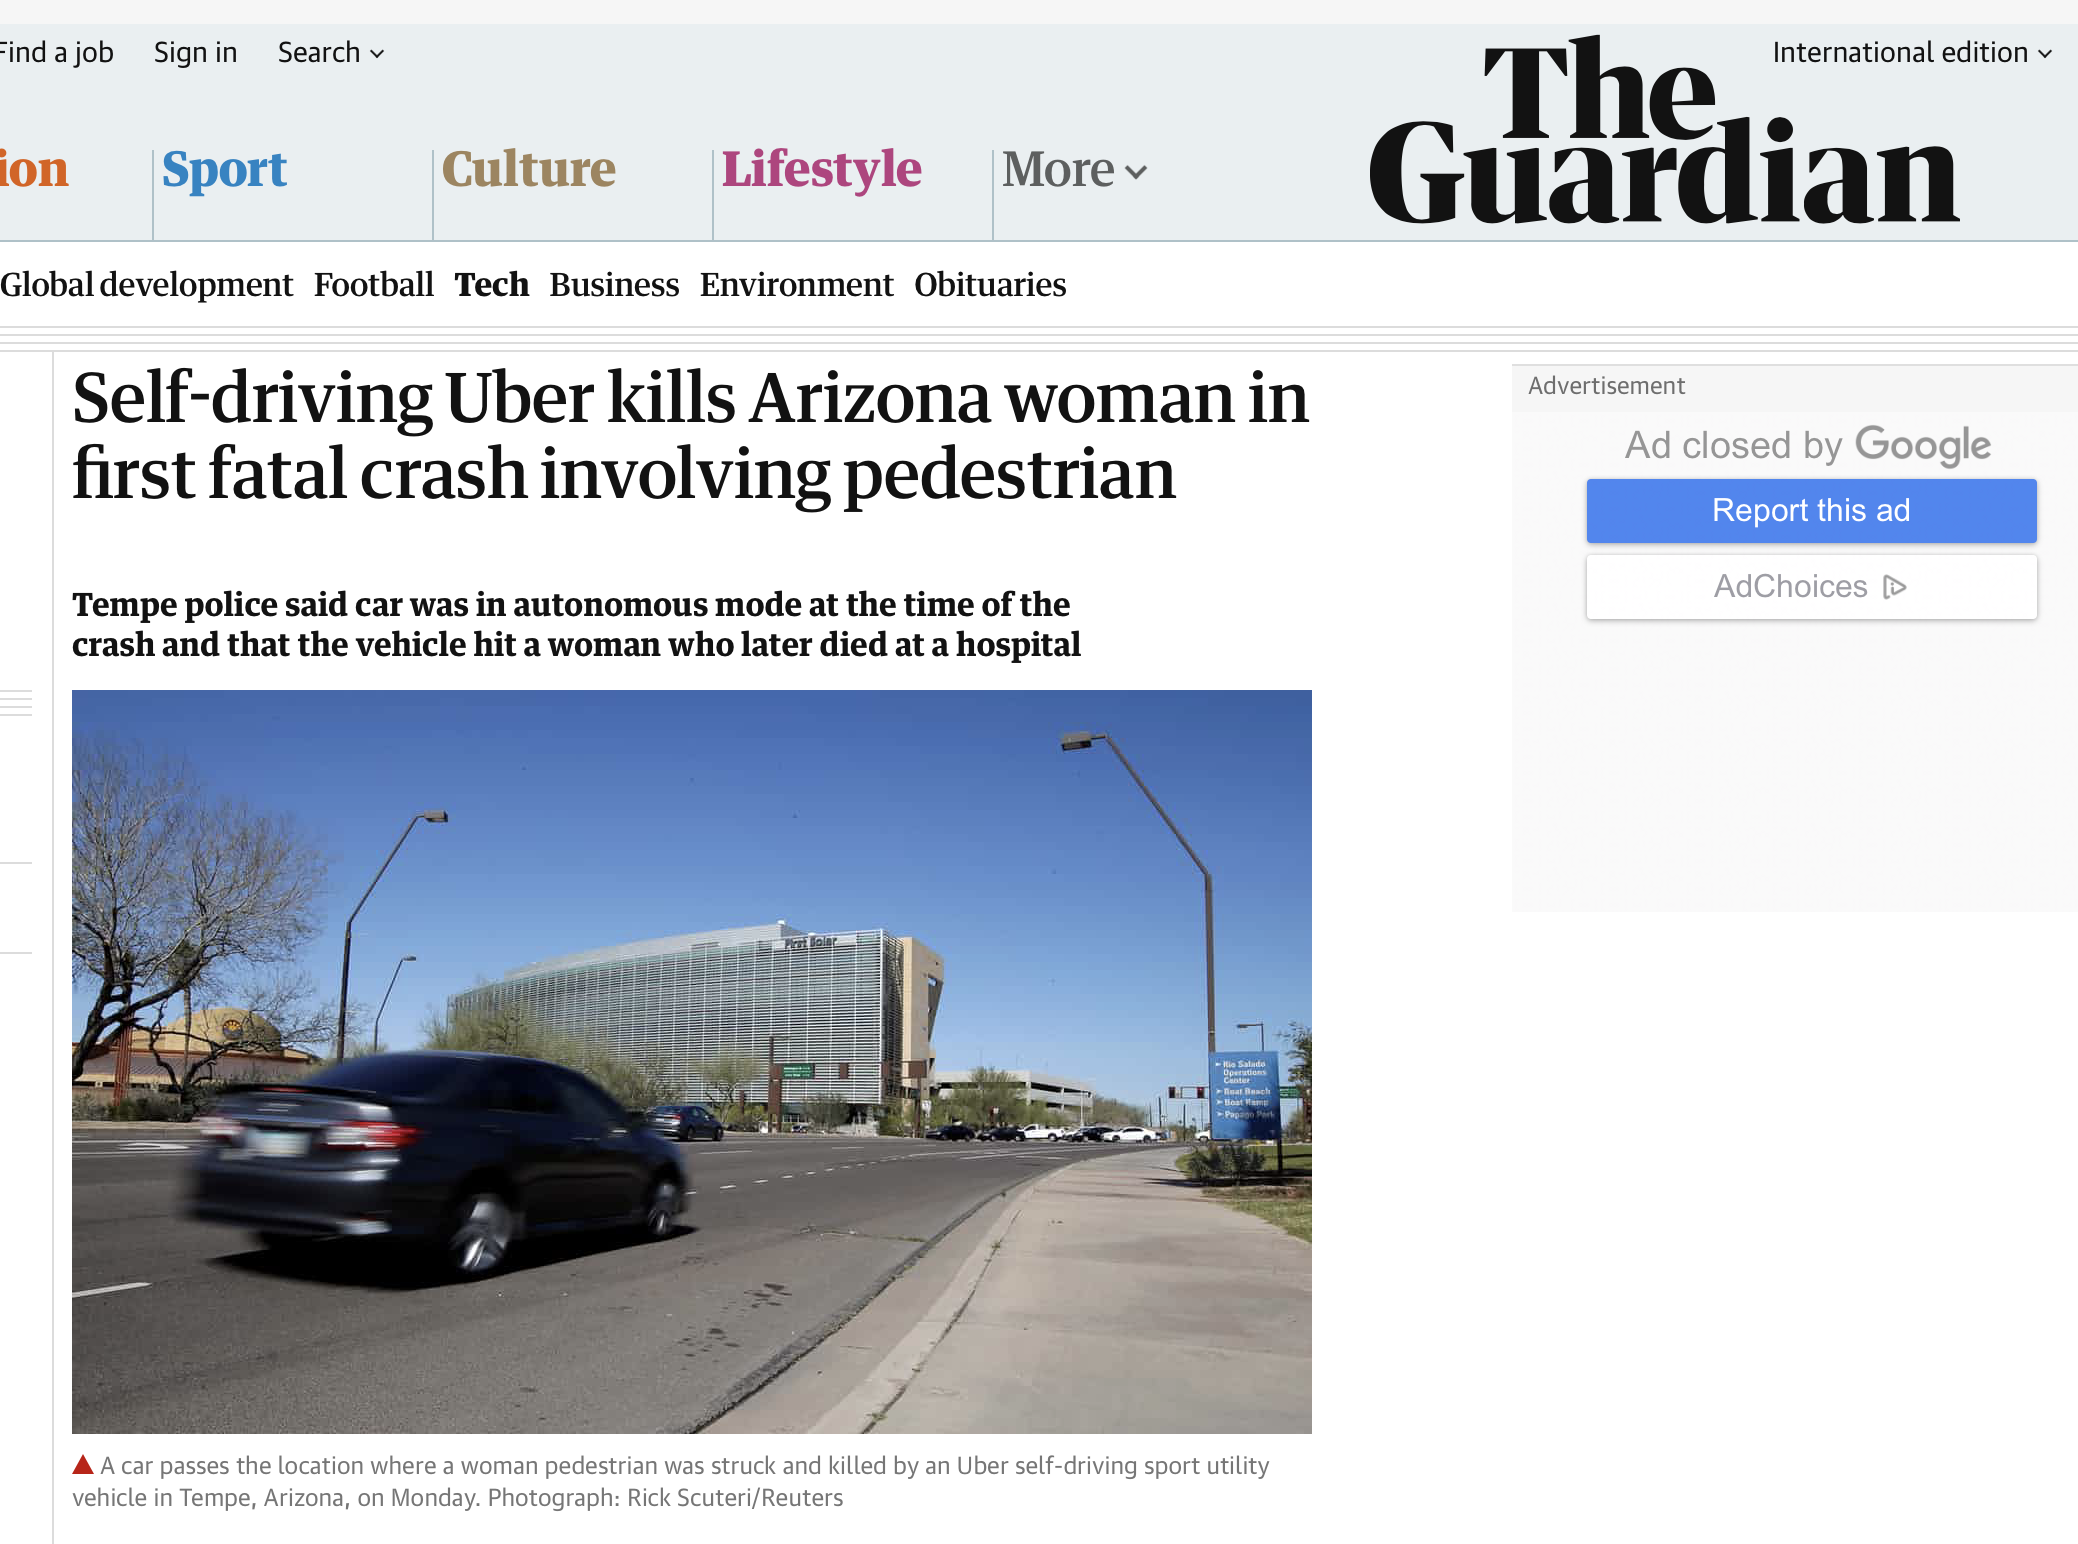 Find a job Sign in Search
International edition
The
Guardian
ion Sport Culture Lifestyle More
Global development Football Tech Business Environment Obituaries
Self-driving Uber kills Arizona woman in
first fatal crash involving pedestrian
Advertisement
Ad closed by Google
Report this ad
AdChoices
Tempe police said car was in autonomous mode at the time of the
crash and that the vehicle hit a woman who later died at a hospital
First Solar
Rio Salado
Operations
Center
Boat Beach
Boat Ramp
Papago Park
A car passes the location where a woman pedestrian was struck and killed by an Uber self-driving sport utility
vehicle in Tempe, Arizona, on Monday. Photograph: Rick Scuteri/Reuters